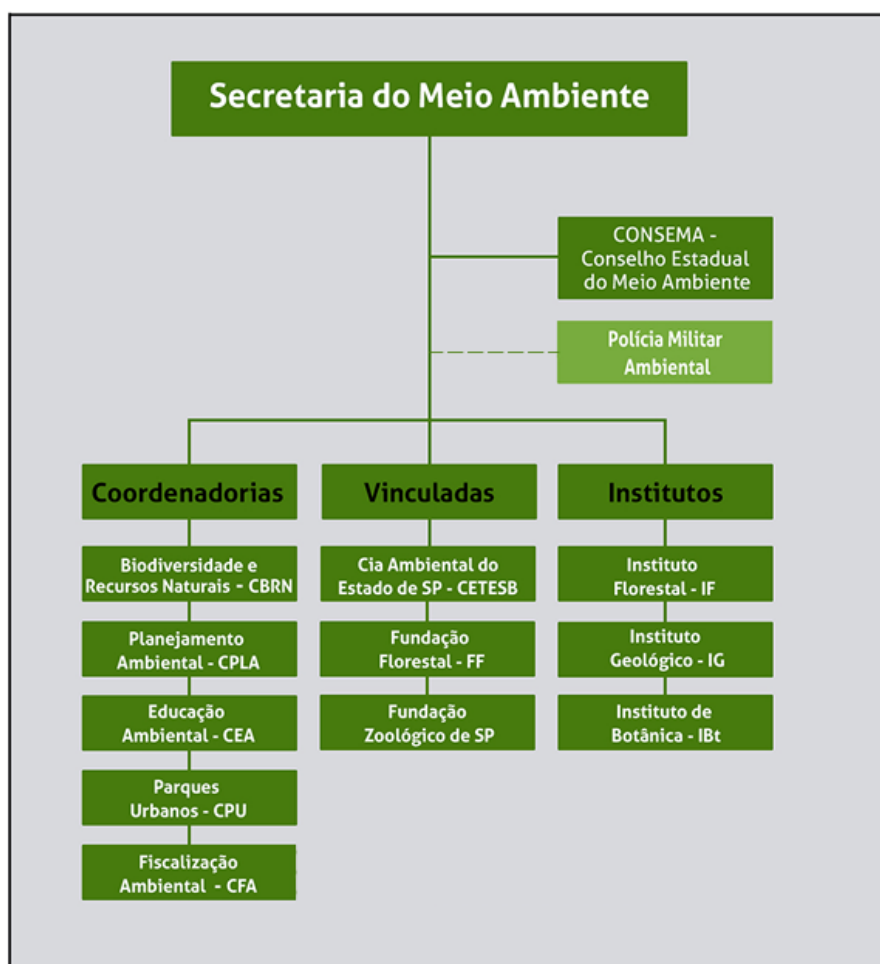 Secretaria do Meio Ambiente
CONSEMA -
Conselho Estadual
do Meio Ambiente
Polícia Militar
Ambiental
Coordenadorias
Biodiversidade e
Recursos Naturais - CBRN
Planejamento
Ambiental - CPLA
Educação
Ambiental - CEA
Parques
Urbanos - CPU
Fiscalização
Ambiental - CFA
Vinculadas
Cia Ambiental do
Estado de SP - CETESB
Fundação
Florestal - FF
Fundação
Zoológico de SP
Institutos
Instituto
Florestal - IF
Instituto
Geológico - IG
Instituto de
Botânica - IBt